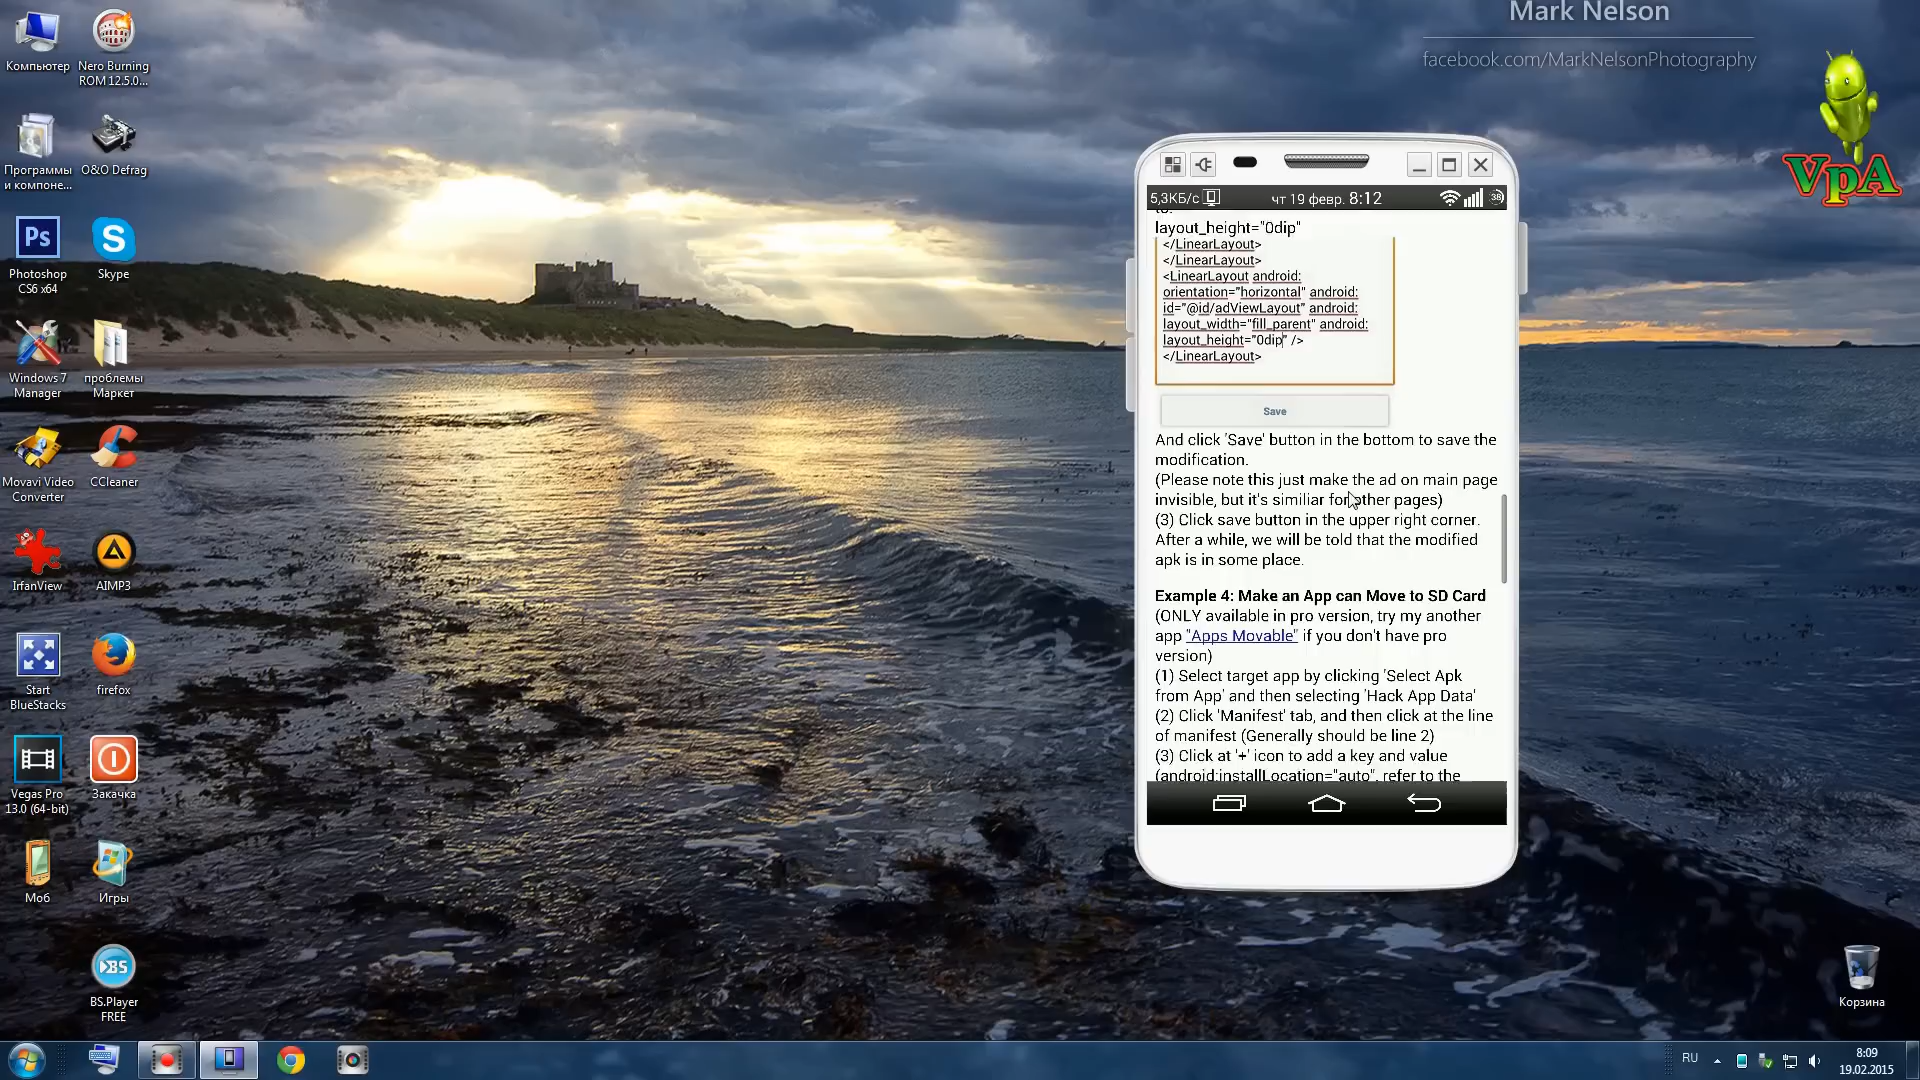 Mark Nelson
facebook.com/MarkNelsonPhotography
VpA
Компьютер
Nero Burning
ROM 12.5.0...
Программы
и компоне...
O&O Defrag
Ps
Photoshop
CS6 x64
Skype
Windows 7
Manager
проблемы
Маркет
Movavi Video
Converter
CCleaner
IrfanView
AIMP3
Start
BlueStacks
firefox
Vegas Pro
13.0 (64-bit)
Закачка
Моб
Игры
BS
BS.Player
FREE
Корзина
5,3КБ/с
чт 19 февр. 8:12
38
layout_height="0dip"
</LinearLayout>
</LinearLayout>
<LinearLayout android:
orientation="horizontal" android:
id="@id/adViewLayout" android:
layout_width="fill_parent" android:
layout_height="0dip" />
</LinearLayout>
Save
And click 'Save' button in the bottom to save the
modification.
(Please note this just make the ad on main page
invisible, but it's similiar for other pages)
(3) Click save button in the upper right corner.
After a while, we will be told that the modified
apk is in some place.
Example 4: Make an App can Move to SD Card
(ONLY available in pro version, try my another
app "Apps Movable" if you don't have pro
version)
(1) Select target app by clicking 'Select Apk
from App' and then selecting 'Hack App Data'
(2) Click 'Manifest' tab, and then click at the line
of manifest (Generally should be line 2)
(3) Click at '+' icon to add a key and value
(android:installLocation="auto", refer to the
RU
8:09
19.02.2015